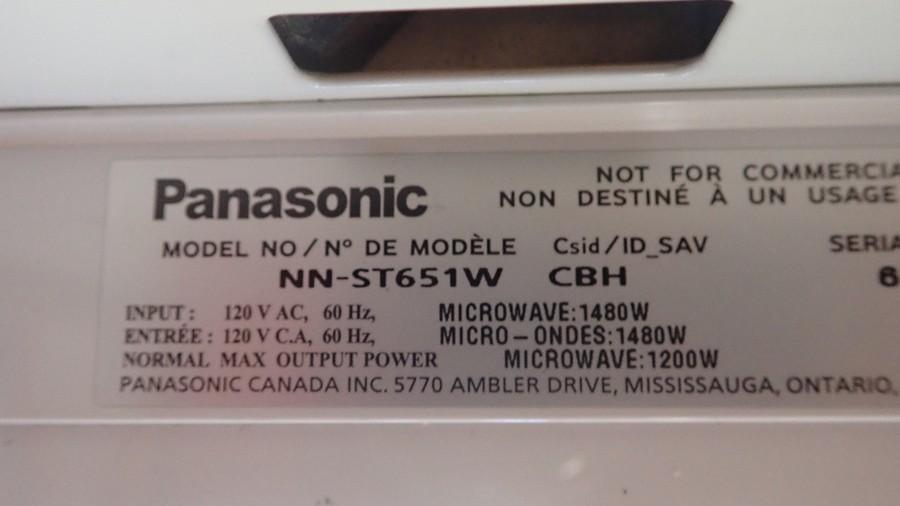 Panasonic
NOT FOR
NON DESTINÉ À UN USAGE
MODEL NO / Nº DE MODÈLE Csid/ID_SAV
NN-ST651W CBH 6
INPUT : 120 V AC, 60 Hz, MICROWAVE:1480W
ENTRÉE : 120 V C.A, 60 Hz, MICRO-ONDES:1480W
NORMAL MAX OUTPUT POWER MICROWAVE:1200W
PANASONIC CANADA INC. 5770 AMBLER DRIVE, MISSISSAUGA, ONTARIO,